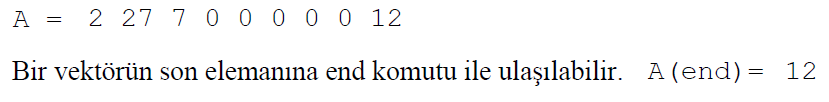 A = 2 27 7 0 0 0 0 0 12
Bir vektörün son elemanına end komutu ile ulaşılabilir. A(end)= 12